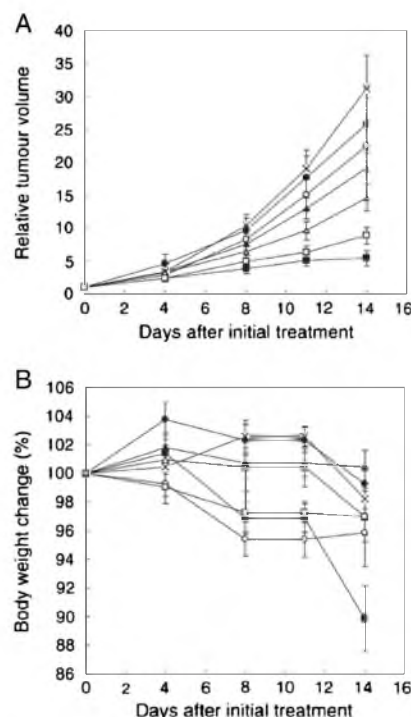 A
Relative tumour volume
40
35
30
25
20
15
10
5
0
0 2 4 6 8 10 12 14 16
Days after initial treatment
B
Body weight change (%)
106
104
102
100
98
96
94
92
90
88
86
0 2 4 6 8 10 12 14 16
Days after initial treatment